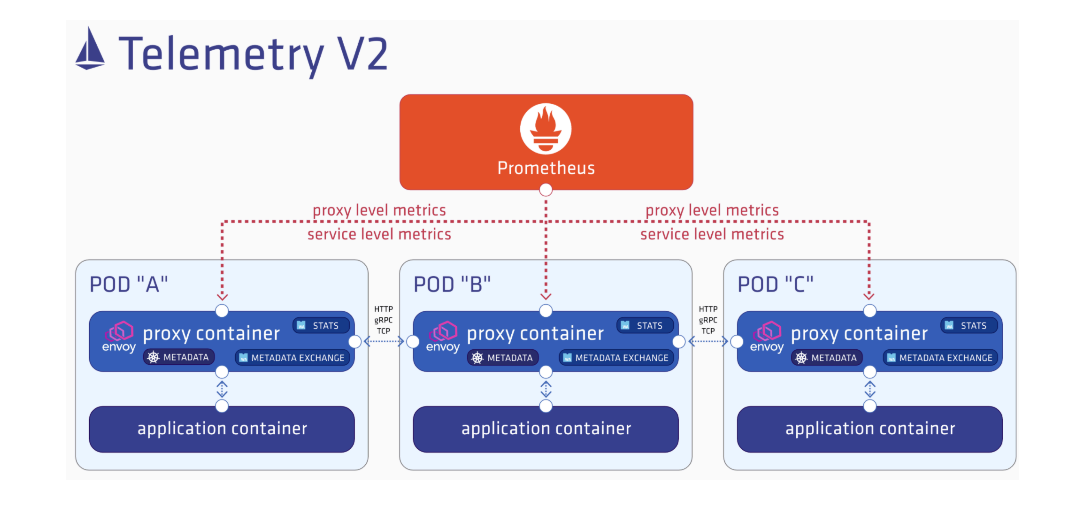 Telemetry V2
Prometheus
proxy level metrics
service level metrics
proxy level metrics
service level metrics
POD "A"
envoy
proxy container
STATS
METADATA
METADATA EXCHANGE
application container
HTTP
gRPC
TCP
POD "B"
envoy
proxy container
STATS
METADATA
METADATA EXCHANGE
application container
HTTP
gRPC
TCP
POD "C"
envoy
proxy container
STATS
METADATA
METADATA EXCHANGE
application container